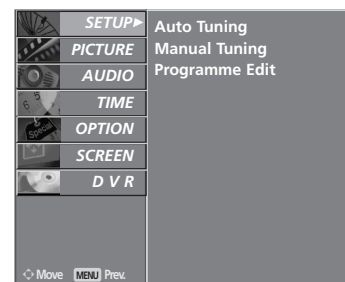 SETUP
PICTURE
AUDIO
TIME
OPTION
SCREEN
D V R
Auto Tuning
Manual Tuning
Programme Edit
Move MENU Prev.